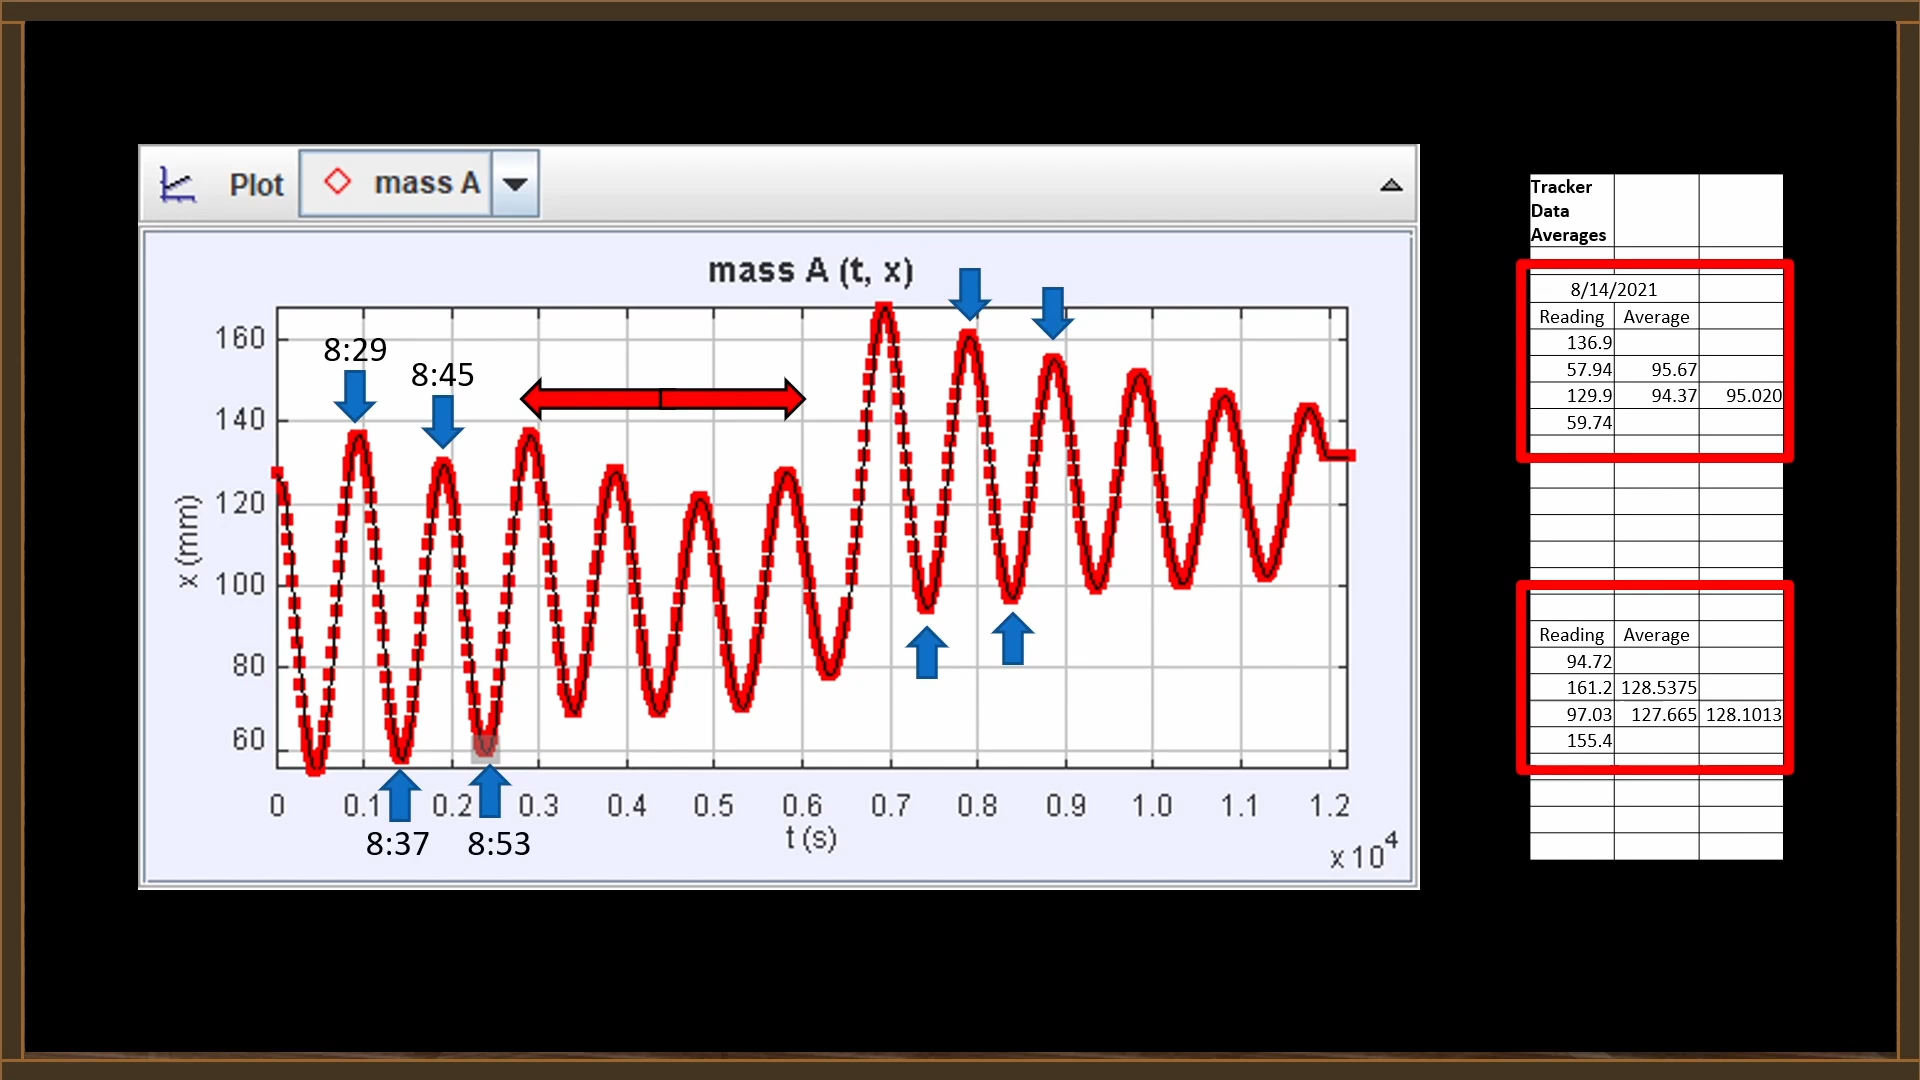 Plot
mass A
mass A (t, x)
160
140
120
100
80
60
x (mm)
8:29
8:45
8:37
8:53
0 0.1 0.2 0.3 0.4 0.5 0.6 0.7 0.8 0.9 1.0 1.1 1.2
t (s)
x 10⁴
Tracker
Data
Averages
8/14/2021
Reading Average
136.9
57.94 95.67
129.9 94.37 95.020
59.74
Reading Average
94.72
161.2 128.5375
97.03 127.665 128.1013
155.4